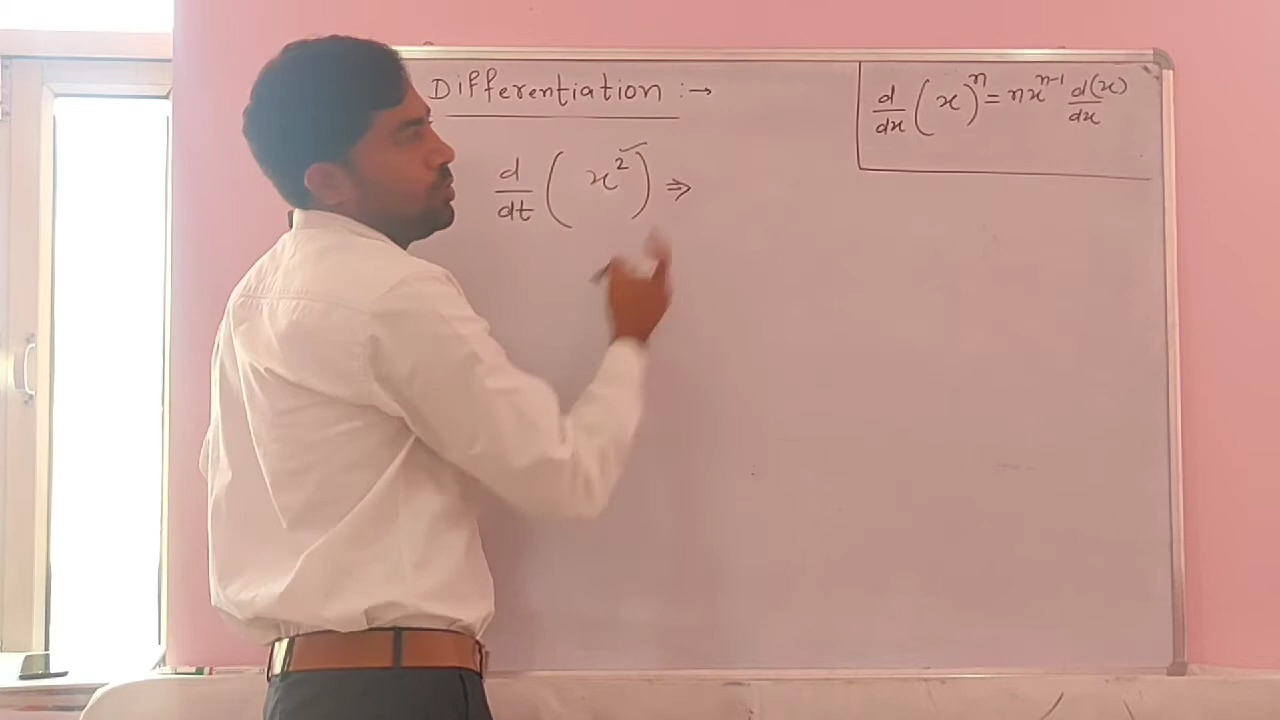 Differentiation :→
d/dx (x)^n = nx^(n-1) d(x)/dx
d/dt (x^2) ⇒